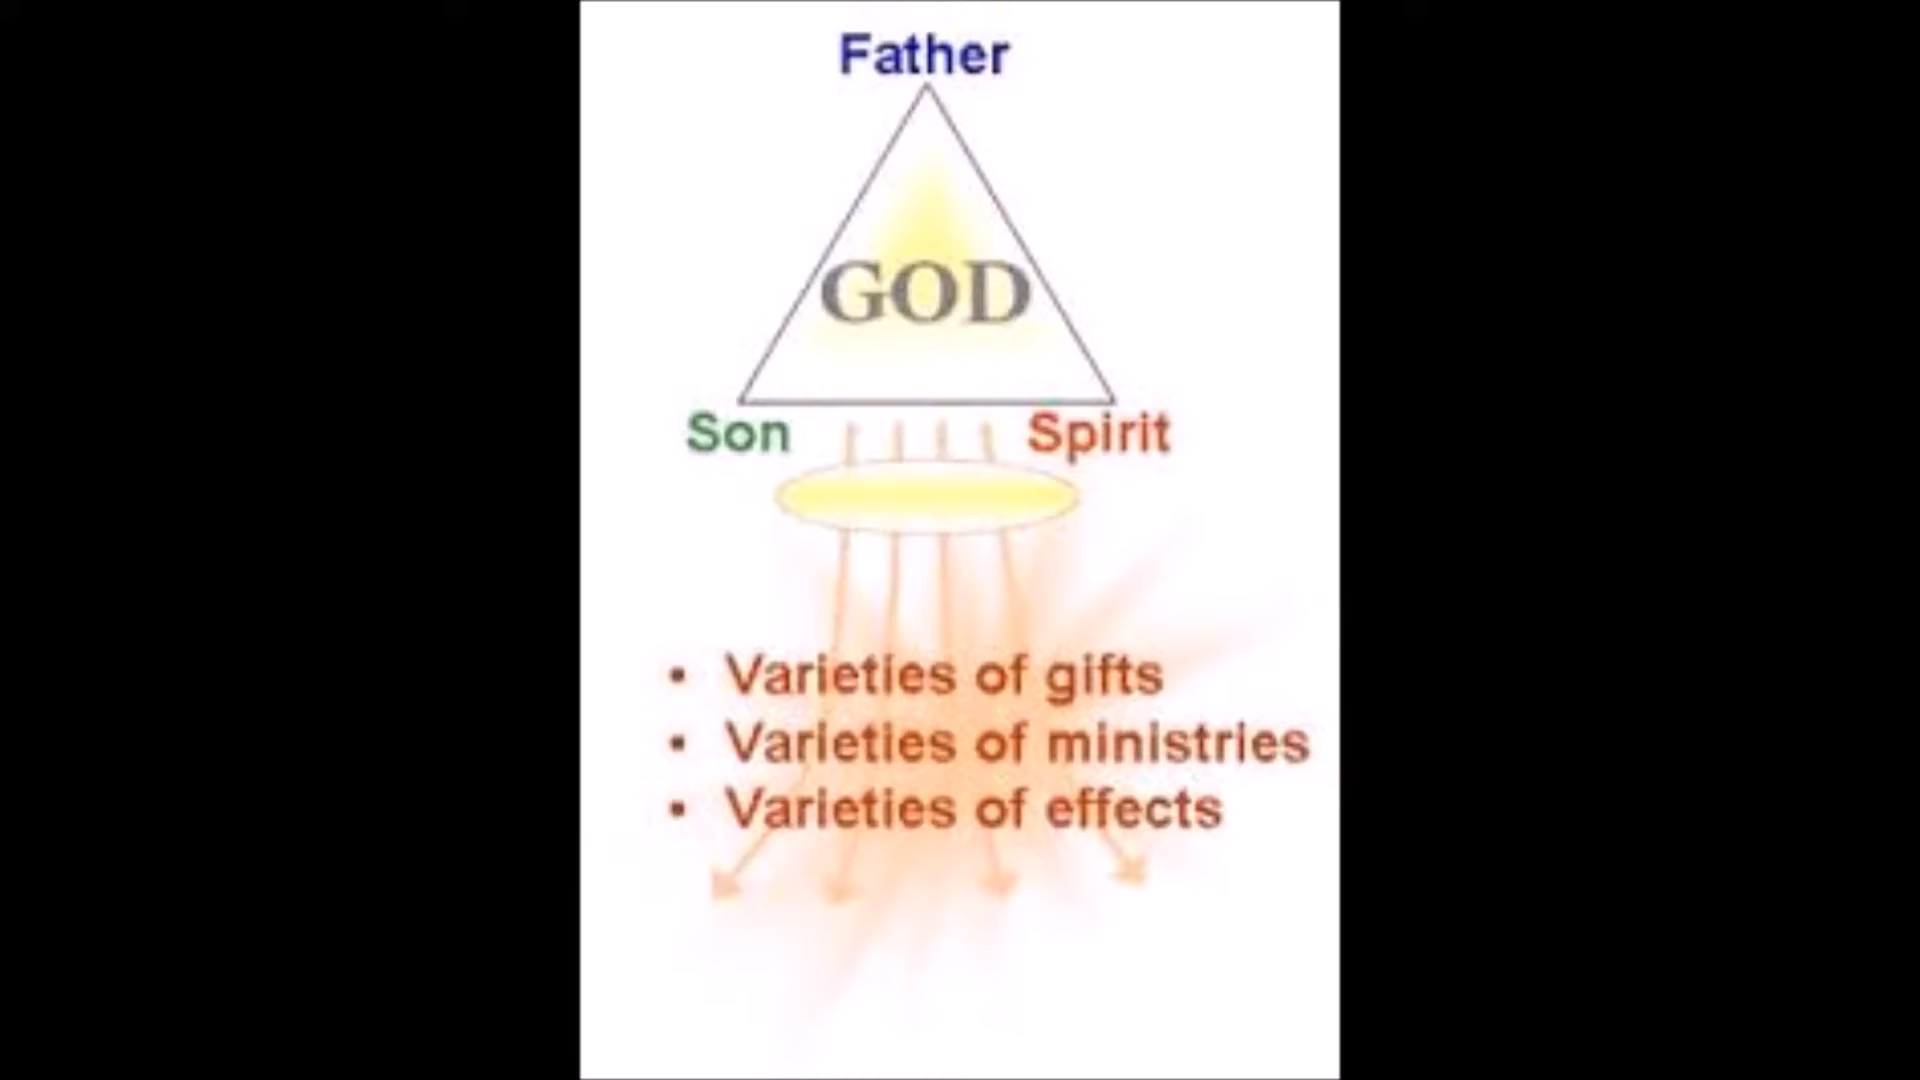 Father
GOD
Son Spirit
• Varieties of gifts
• Varieties of ministries
• Varieties of effects